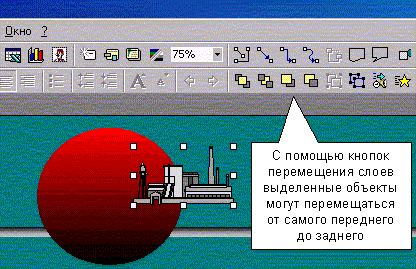 Окно ?
75%
A A
С помощью кнопок
перемещения слоев
выделенные объекты
могут перемещаться
от самого переднего
до заднего